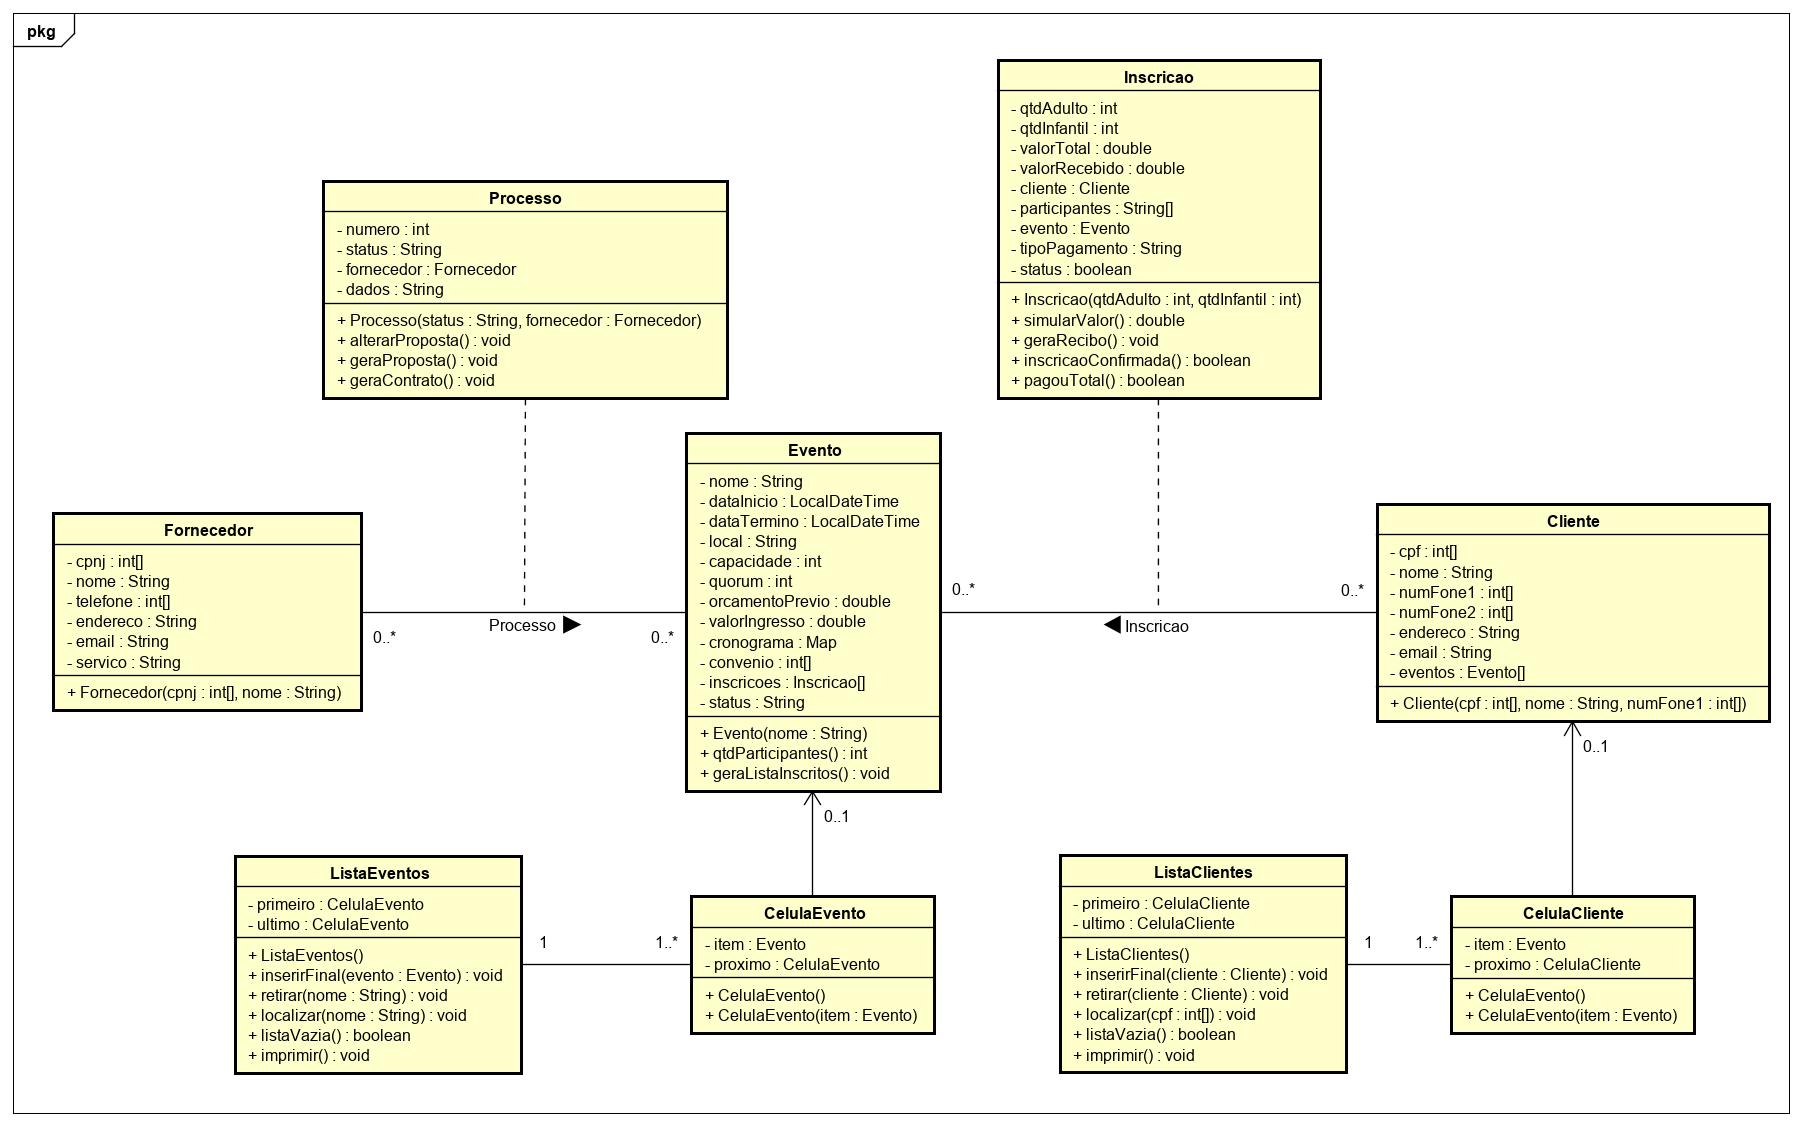 pkg
Inscricao
- qtdAdulto : int
- qtdInfantil : int
- valorTotal : double
- valorRecebido : double
- cliente : Cliente
- participantes : String[]
- evento : Evento
- tipoPagamento : String
- status : boolean
+ Inscricao(qtdAdulto : int, qtdInfantil : int)
+ simularValor() : double
+ geraRecibo() : void
+ inscricaoConfirmada() : boolean
+ pagouTotal() : boolean
Processo
- numero : int
- status : String
- fornecedor : Fornecedor
- dados : String
+ Processo(status : String, fornecedor : Fornecedor)
+ alterarProposta() : void
+ geraProposta() : void
+ geraContrato() : void
Fornecedor
- cpnj : int[]
- nome : String
- telefone : int[]
- endereco : String
- email : String
- servico : String
+ Fornecedor(cpnj : int[], nome : String)
0..*
Processo
0..*
Evento
- nome : String
- dataInicio : LocalDateTime
- dataTermino : LocalDateTime
- local : String
- capacidade : int
- quorum : int
- orcamentoPrevio : double
- valorIngresso : double
- cronograma : Map
- convenio : int[]
- inscricoes : Inscricao[]
- status : String
+ Evento(nome : String)
+ qtdParticipantes() : int
+ geraListaInscritos() : void
0..*
Inscricao
0..*
Cliente
- cpf : int[]
- nome : String
- numFone1 : int[]
- numFone2 : int[]
- endereco : String
- email : String
- eventos : Evento[]
+ Cliente(cpf : int[], nome : String, numFone1 : int[])
0..1
0..1
ListaEventos
- primeiro : CelulaEvento
- ultimo : CelulaEvento
+ ListaEventos()
+ inserirFinal(evento : Evento) : void
+ retirar(nome : String) : void
+ localizar(nome : String) : void
+ listaVazia() : boolean
+ imprimir() : void
1
1..*
CelulaEvento
- item : Evento
- proximo : CelulaEvento
+ CelulaEvento()
+ CelulaEvento(item : Evento)
ListaClientes
- primeiro : CelulaCliente
- ultimo : CelulaCliente
+ ListaClientes()
+ inserirFinal(cliente : Cliente) : void
+ retirar(cliente : Cliente) : void
+ localizar(cpf : int[]) : void
+ listaVazia() : boolean
+ imprimir() : void
1
1..*
CelulaCliente
- item : Evento
- proximo : CelulaCliente
+ CelulaEvento()
+ CelulaEvento(item : Evento)